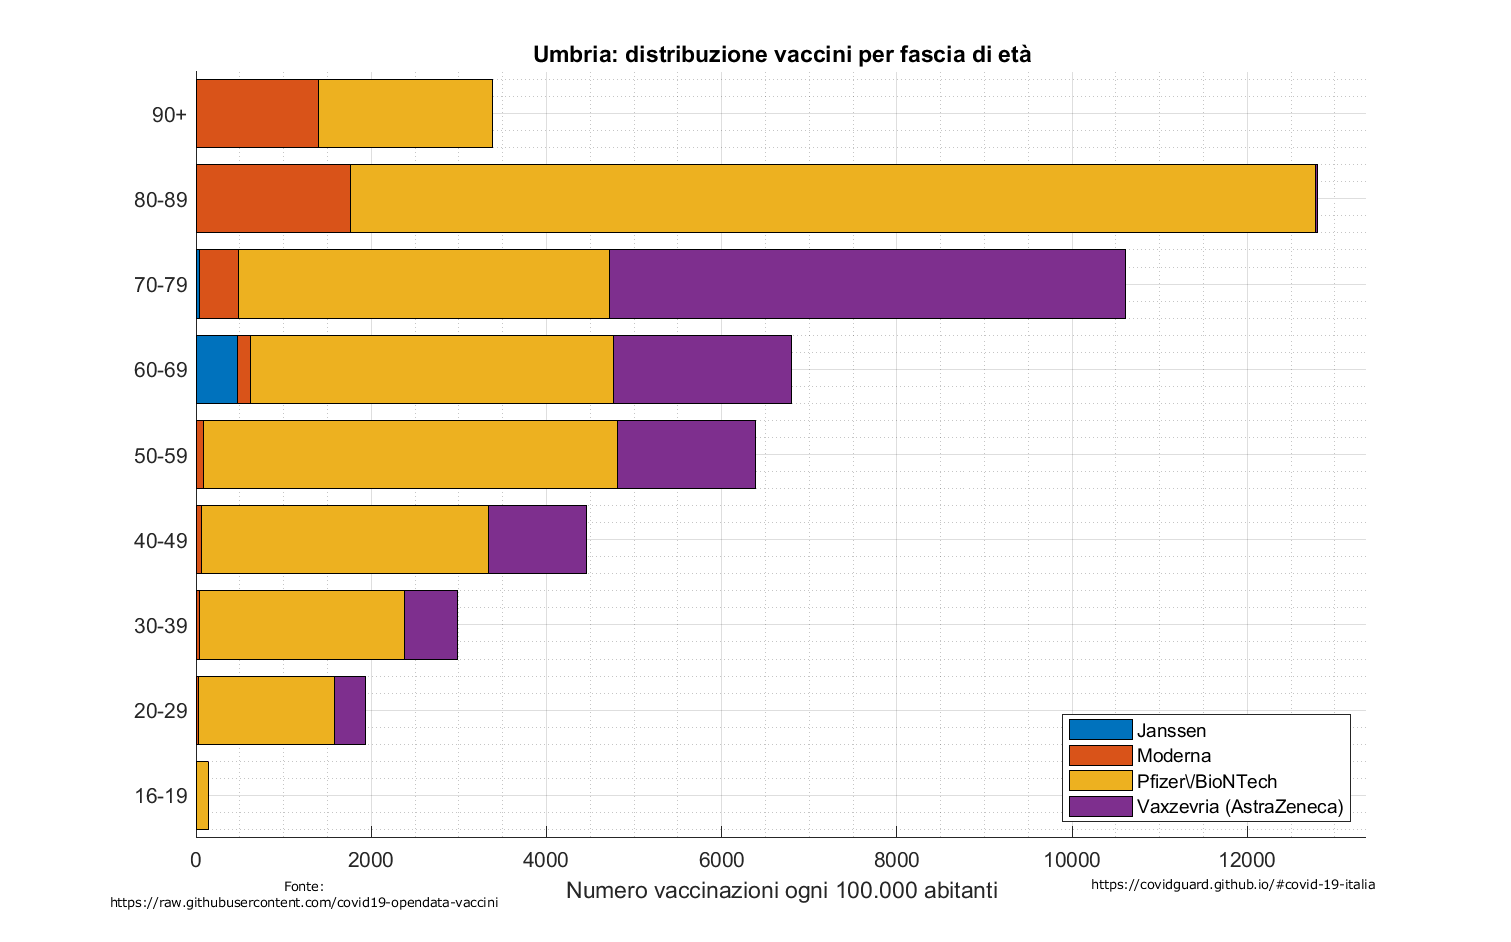 Umbria: distribuzione vaccini per fascia di età
90+
80-89
70-79
60-69
50-59
40-49
30-39
20-29
16-19
Janssen
Moderna
Pfizer\/BioNTech
Vaxzevria (AstraZeneca)
0 2000 4000 6000 8000 10000 12000
Numero vaccinazioni ogni 100.000 abitanti
Fonte:
https://raw.githubusercontent.com/covid19-opendata-vaccini
https://covidguard.github.io/#covid-19-italia